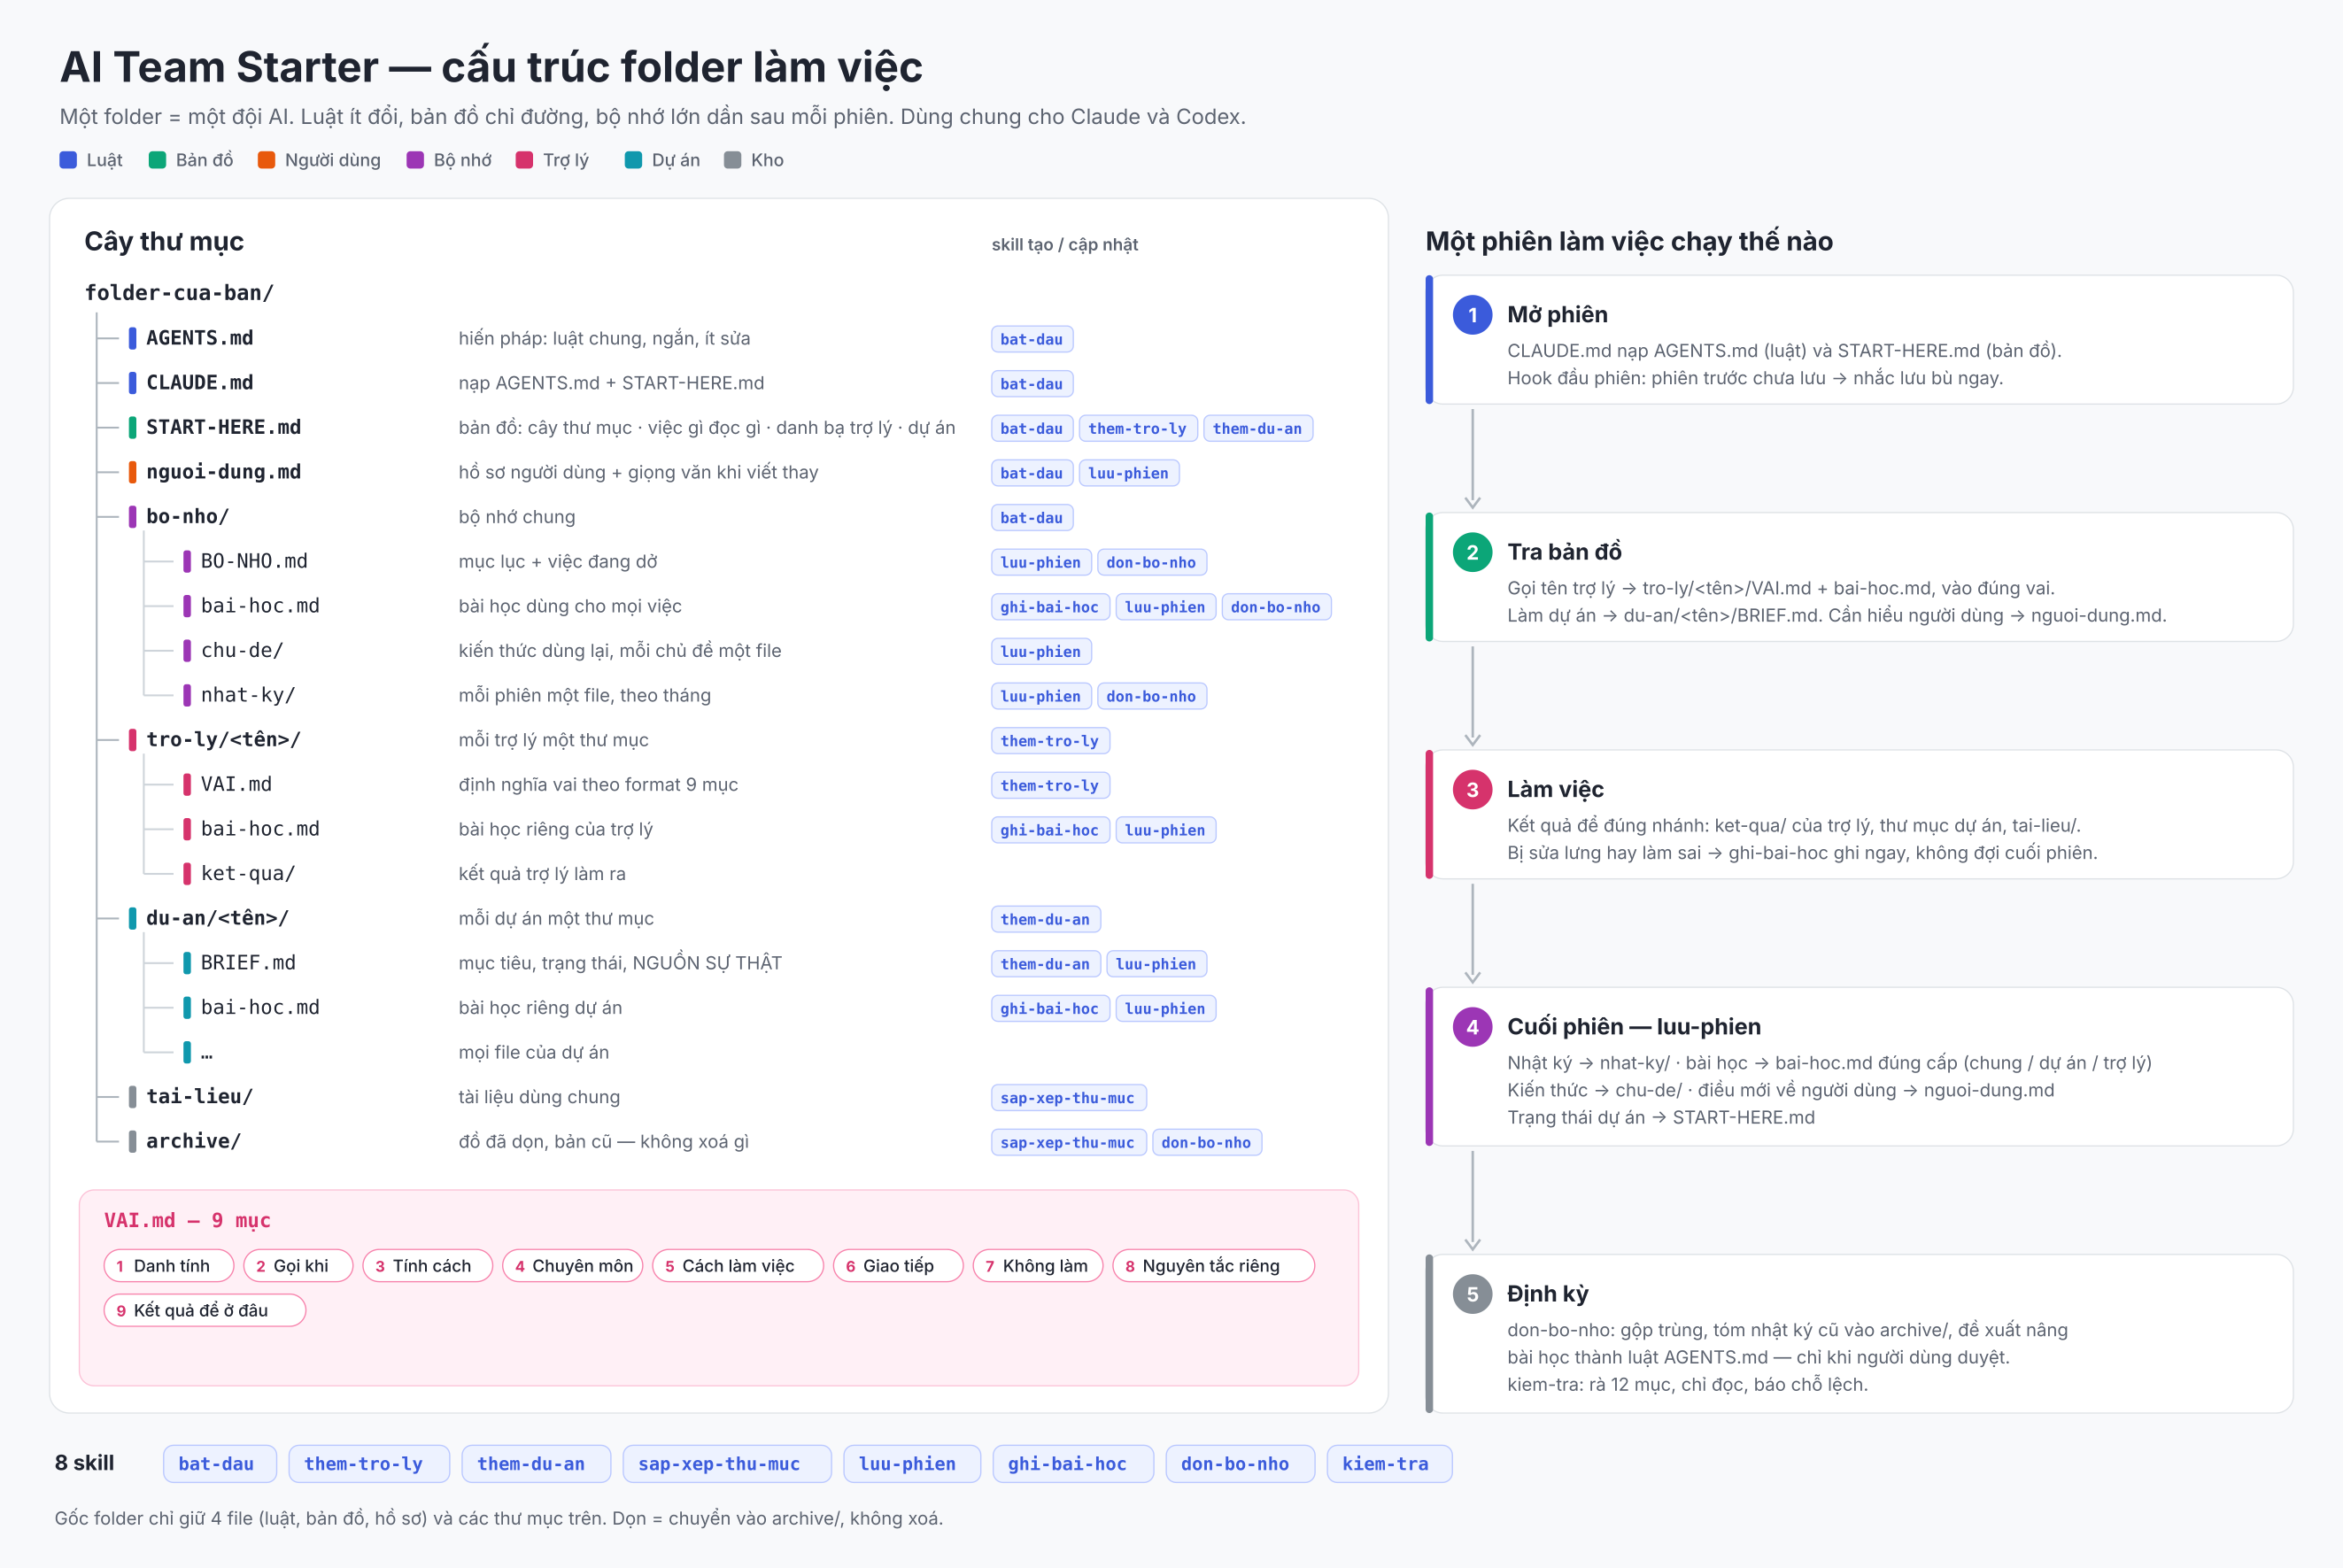 AI Team Starter — cấu trúc folder làm việc
Một folder = một đội AI. Luật ít đổi, bản đồ chỉ đường, bộ nhớ lớn dần sau mỗi phiên. Dùng chung cho Claude và Codex.
Luật Bản đồ Người dùng Bộ nhớ Trợ lý Dự án Kho
Cây thư mục skill tạo / cập nhật
folder-cua-ban/
AGENTS.md hiến pháp: luật chung, ngắn, ít sửa bat-dau
CLAUDE.md nạp AGENTS.md + START-HERE.md bat-dau
START-HERE.md bản đồ: cây thư mục · việc gì đọc gì · danh bạ trợ lý · dự án bat-dau them-tro-ly them-du-an
nguoi-dung.md hồ sơ người dùng + giọng văn khi viết thay bat-dau luu-phien
bo-nho/ bộ nhớ chung bat-dau
BO-NHO.md mục lục + việc đang dở luu-phien don-bo-nho
bai-hoc.md bài học dùng cho mọi việc ghi-bai-hoc luu-phien don-bo-nho
chu-de/ kiến thức dùng lại, mỗi chủ đề một file luu-phien
nhat-ky/ mỗi phiên một file, theo tháng luu-phien don-bo-nho
tro-ly/<tên>/ mỗi trợ lý một thư mục them-tro-ly
VAI.md định nghĩa vai theo format 9 mục them-tro-ly
bai-hoc.md bài học riêng của trợ lý ghi-bai-hoc luu-phien
ket-qua/ kết quả trợ lý làm ra
du-an/<tên>/ mỗi dự án một thư mục them-du-an
BRIEF.md mục tiêu, trạng thái, NGUỒN SỰ THẬT them-du-an luu-phien
bai-hoc.md bài học riêng dự án ghi-bai-hoc luu-phien
… mọi file của dự án
tai-lieu/ tài liệu dùng chung sap-xep-thu-muc
archive/ đồ đã dọn, bản cũ — không xoá gì sap-xep-thu-muc don-bo-nho
VAI.md — 9 mục
1 Danh tính 2 Gọi khi 3 Tính cách 4 Chuyên môn 5 Cách làm việc 6 Giao tiếp 7 Không làm 8 Nguyên tắc riêng
9 Kết quả để ở đâu
Một phiên làm việc chạy thế nào
1 Mở phiên
CLAUDE.md nạp AGENTS.md (luật) và START-HERE.md (bản đồ).
Hook đầu phiên: phiên trước chưa lưu → nhắc lưu bù ngay.
2 Tra bản đồ
Gọi tên trợ lý → tro-ly/<tên>/VAI.md + bai-hoc.md, vào đúng vai.
Làm dự án → du-an/<tên>/BRIEF.md. Cần hiểu người dùng → nguoi-dung.md.
3 Làm việc
Kết quả để đúng nhánh: ket-qua/ của trợ lý, thư mục dự án, tai-lieu/.
Bị sửa lưng hay làm sai → ghi-bai-hoc ghi ngay, không đợi cuối phiên.
4 Cuối phiên — luu-phien
Nhật ký → nhat-ky/ · bài học → bai-hoc.md đúng cấp (chung / dự án / trợ lý)
Kiến thức → chu-de/ · điều mới về người dùng → nguoi-dung.md
Trạng thái dự án → START-HERE.md
5 Định kỳ
don-bo-nho: gộp trùng, tóm nhật ký cũ vào archive/, đề xuất nâng
bài học thành luật AGENTS.md — chỉ khi người dùng duyệt.
kiem-tra: rà 12 mục, chỉ đọc, báo chỗ lệch.
8 skill bat-dau them-tro-ly them-du-an sap-xep-thu-muc luu-phien ghi-bai-hoc don-bo-nho kiem-tra
Gốc folder chỉ giữ 4 file (luật, bản đồ, hồ sơ) và các thư mục trên. Dọn = chuyển vào archive/, không xoá.